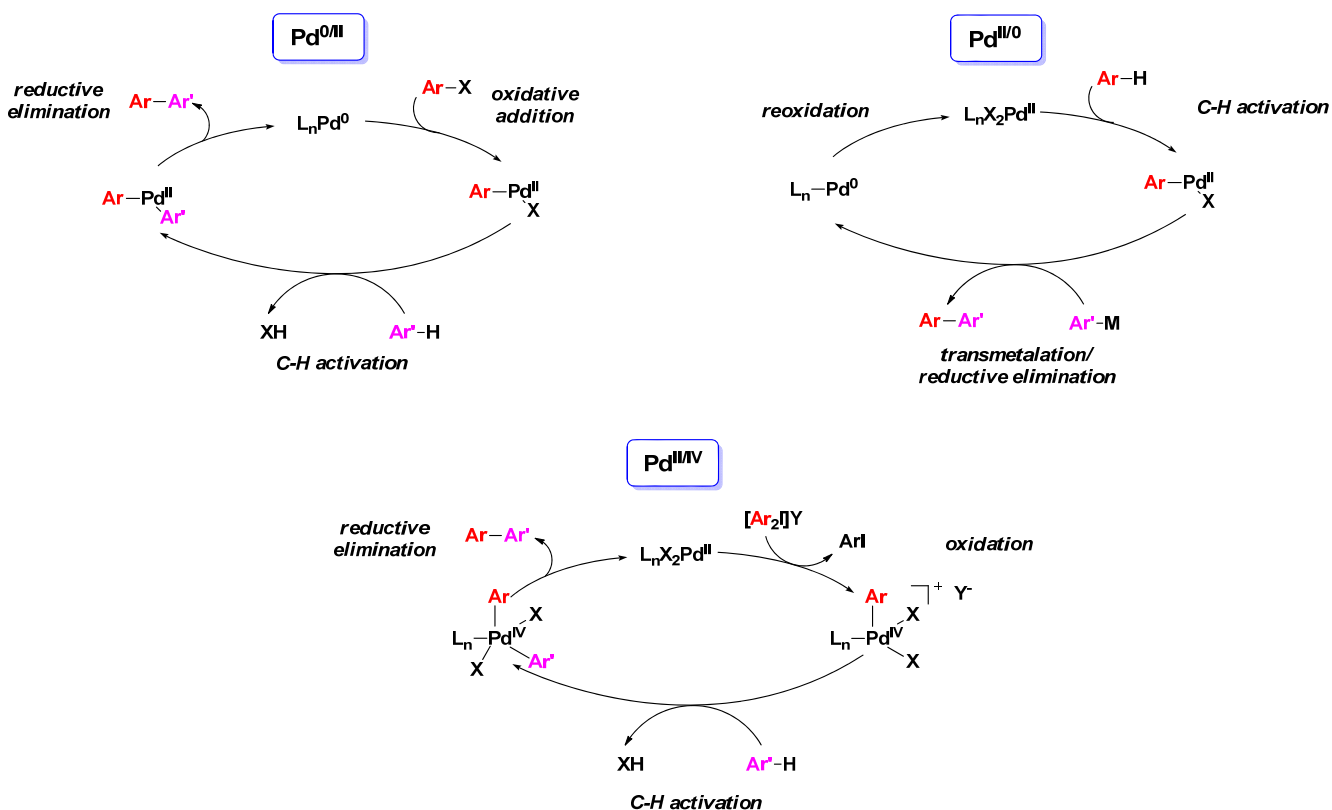 Pd0/II
reductive
elimination
Ar–Ar'
Ar–X
oxidative
addition
LnPd0
Ar–PdII
Ar'
Ar–PdII
X
XH
Ar'–H
C-H activation
PdII/0
Ar–H
reoxidation
LnX2PdII
C-H activation
Ln–Pd0
Ar–PdII
X
Ar–Ar'
Ar'–M
transmetalation/
reductive elimination
PdII/IV
reductive
elimination
Ar–Ar'
[Ar2I]Y
ArI
oxidation
LnX2PdII
Ar
X
Ln–PdIV
X
Ar'
Ar
+ Y-
X
Ln–PdIV
X
XH
Ar'–H
C-H activation